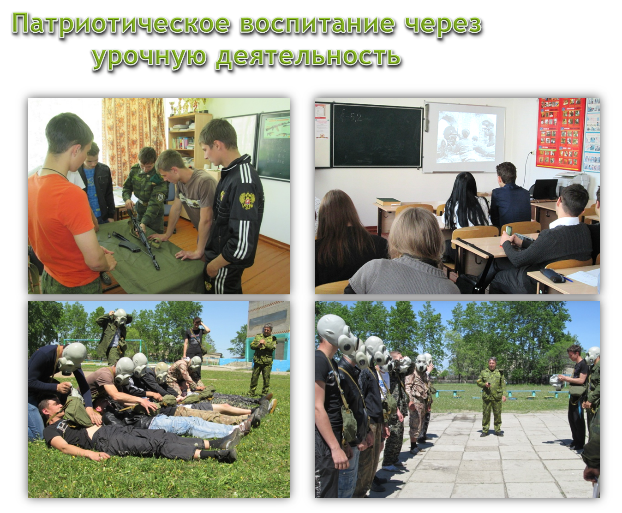 Патриотическое воспитание через
урочную деятельность